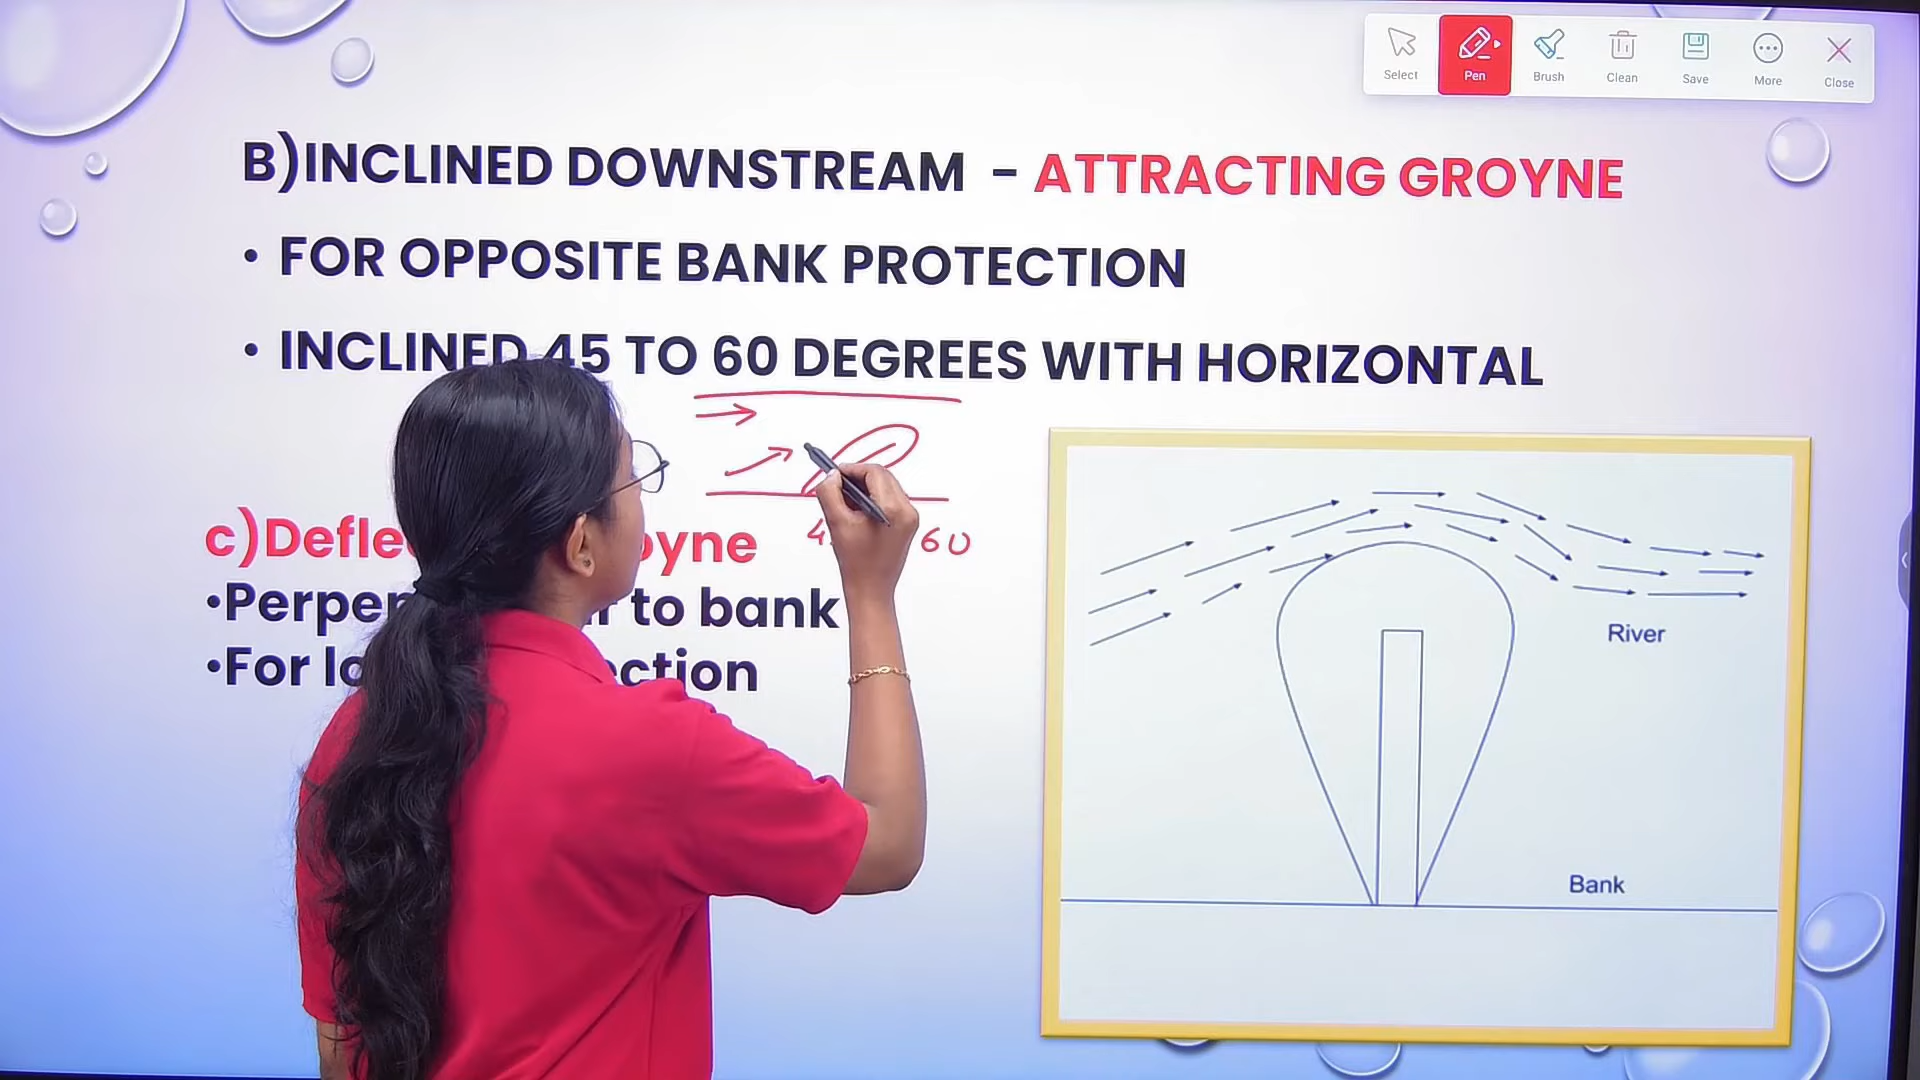 Select Pen Brush Clean Save More Close
B)INCLINED DOWNSTREAM - ATTRACTING GROYNE
• FOR OPPOSITE BANK PROTECTION
• INCLINED 45 TO 60 DEGREES WITH HORIZONTAL
c)Defle oyne
60
•Perpen to bank
•For lo ction
River
Bank